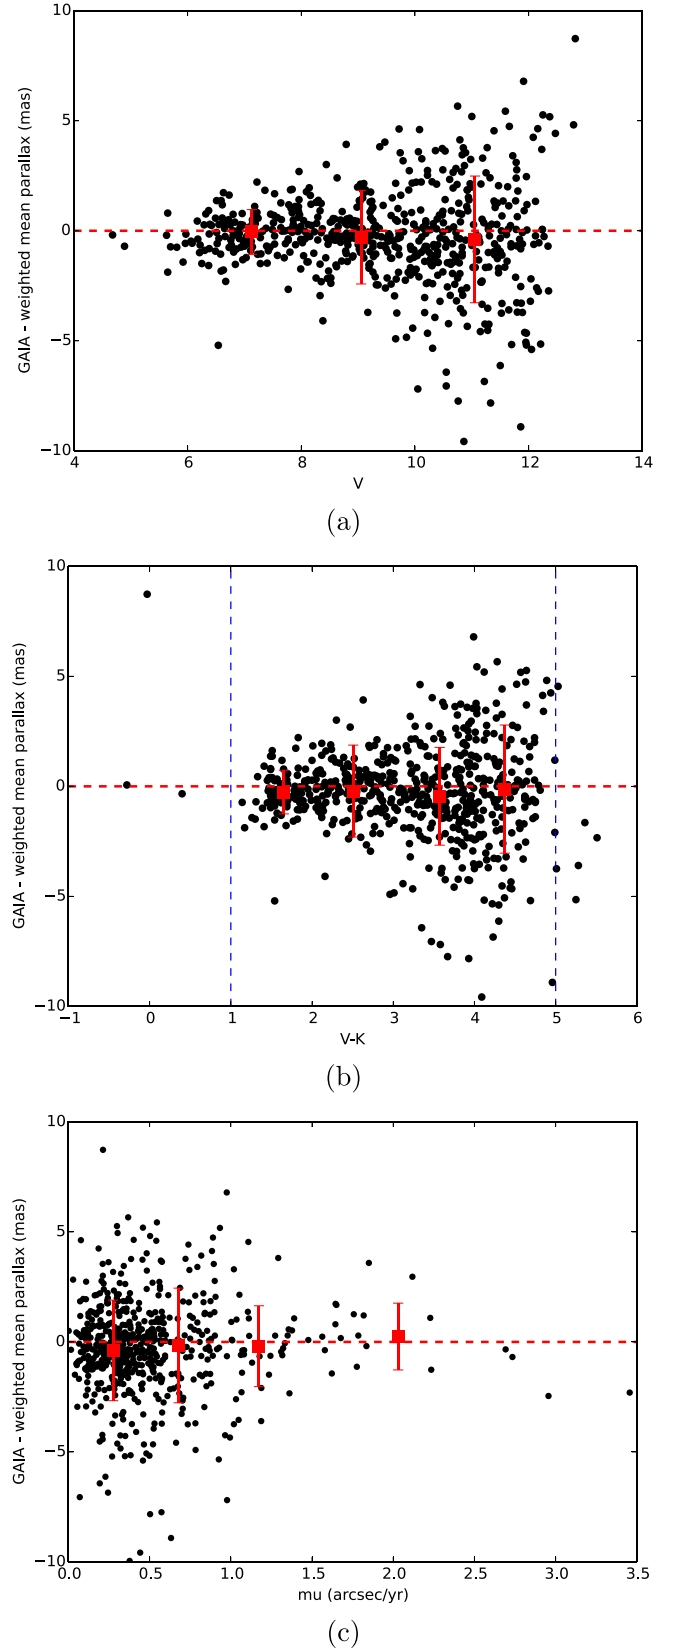 10
5
0
−5
−10
GAIA - weighted mean parallax (mas)
4 6 8 10 12 14
V
(a)
10
5
0
−5
−10
GAIA - weighted mean parallax (mas)
−1 0 1 2 3 4 5 6
V-K
(b)
10
5
0
−5
−10
GAIA - weighted mean parallax (mas)
0.0 0.5 1.0 1.5 2.0 2.5 3.0 3.5
mu (arcsec/yr)
(c)